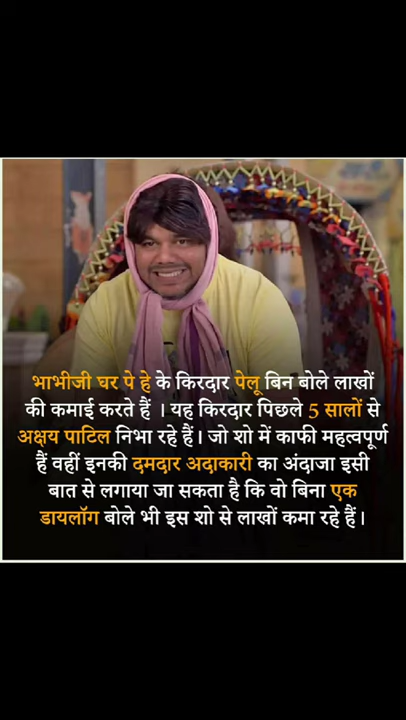 भाभीजी घर पे हे के किरदार पेलू बिन बोले लाखों
की कमाई करते हैं । यह किरदार पिछले 5 सालों से
अक्षय पाटिल निभा रहे हैं। जो शो में काफी महत्वपूर्ण
हैं वहीं इनकी दमदार अदाकारी का अंदाजा इसी
बात से लगाया जा सकता है कि वो बिना एक
डायलॉग बोले भी इस शो से लाखों कमा रहे हैं।